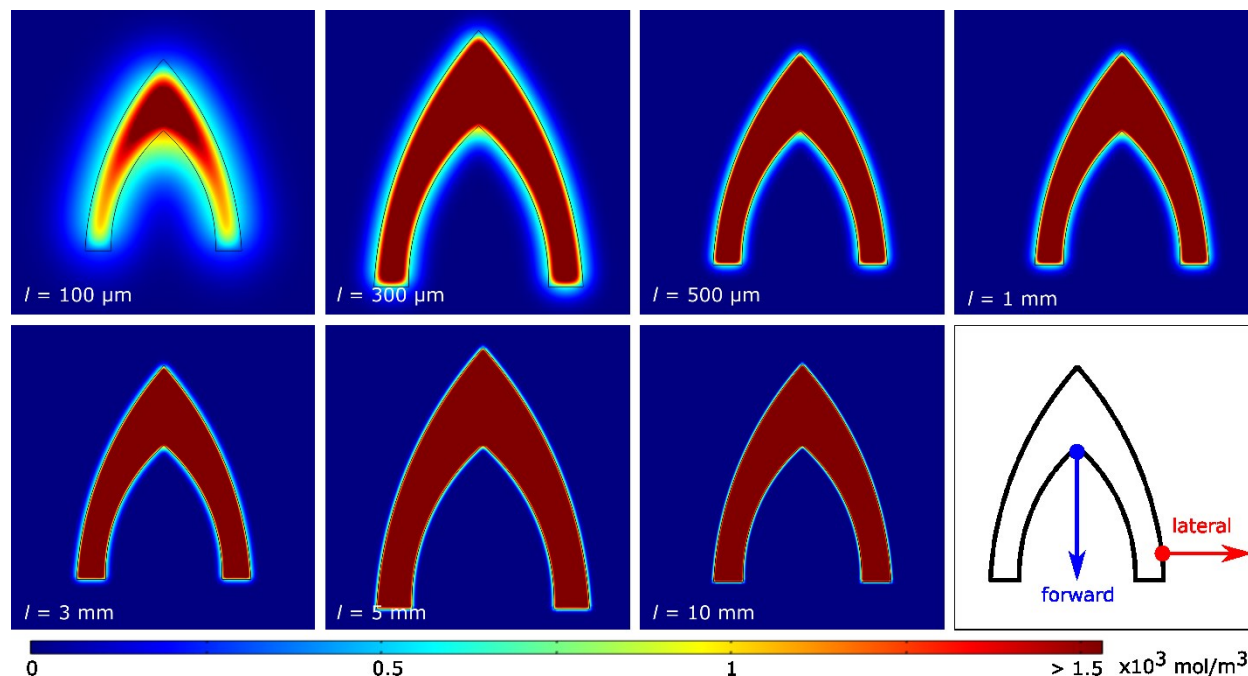 l = 100 µm
l = 300 µm
l = 500 µm
l = 1 mm
l = 3 mm
l = 5 mm
l = 10 mm
lateral
forward
0 0.5 1 > 1.5 x10³ mol/m³